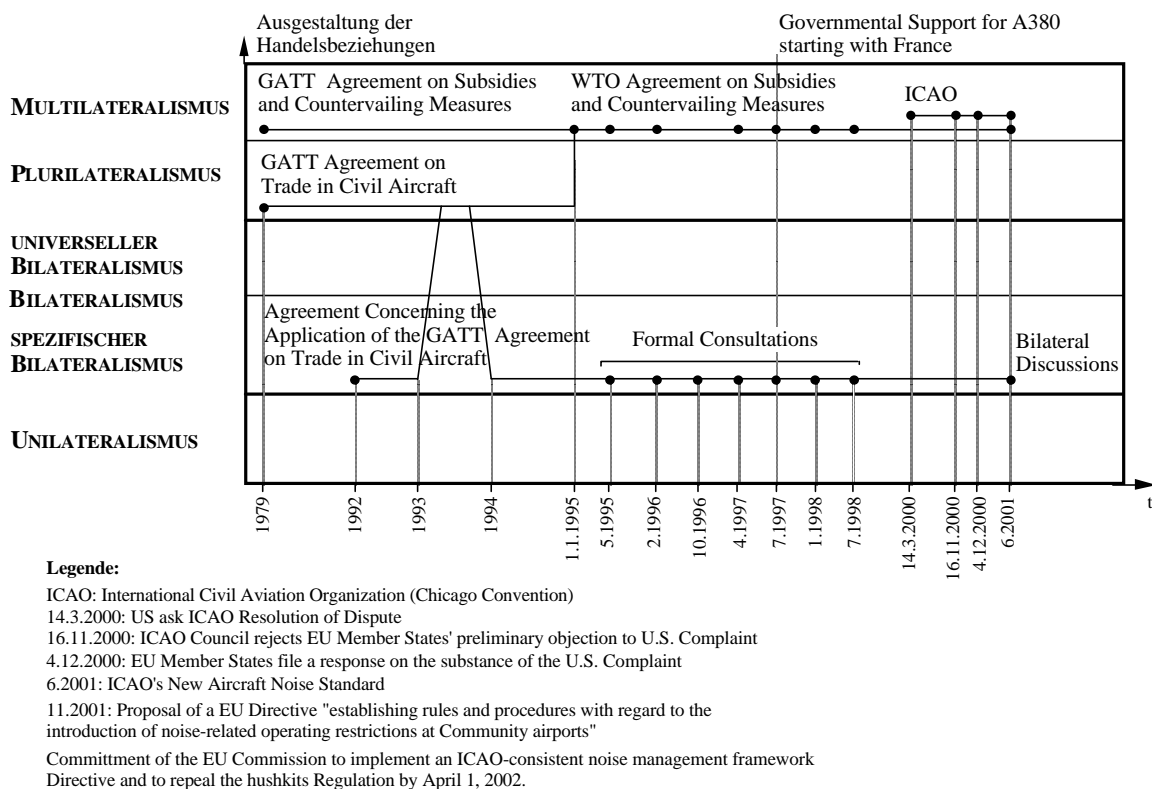 Ausgestaltung der
Handelsbeziehungen
Governmental Support for A380
starting with France
MULTILATERALISMUS
GATT Agreement on Subsidies
and Countervailing Measures
WTO Agreement on Subsidies
and Countervailing Measures
ICAO
PLURILATERALISMUS
GATT Agreement on
Trade in Civil Aircraft
UNIVERSELLER
BILATERALISMUS
BILATERALISMUS
SPEZIFISCHER
BILATERALISMUS
Agreement Concerning the
Application of the GATT Agreement
on Trade in Civil Aircraft
Formal Consultations
Bilateral
Discussions
UNILATERALISMUS
1979
1992
1993
1994
1.1.1995
5.1995
2.1996
10.1996
4.1997
7.1997
1.1998
7.1998
14.3.2000
16.11.2000
4.12.2000
6.2001
t
Legende:
ICAO: International Civil Aviation Organization (Chicago Convention)
14.3.2000: US ask ICAO Resolution of Dispute
16.11.2000: ICAO Council rejects EU Member States' preliminary objection to U.S. Complaint
4.12.2000: EU Member States file a response on the substance of the U.S. Complaint
6.2001: ICAO's New Aircraft Noise Standard
11.2001: Proposal of a EU Directive "establishing rules and procedures with regard to the
introduction of noise-related operating restrictions at Community airports"
Committment of the EU Commission to implement an ICAO-consistent noise management framework
Directive and to repeal the hushkits Regulation by April 1, 2002.